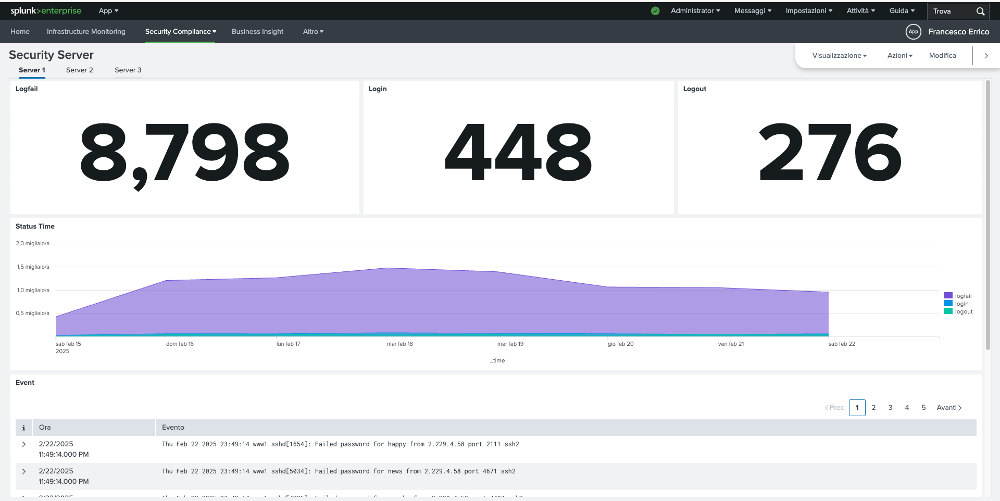 splunk>enterprise App Administrator Messaggi Impostazioni Attività Guida Trova
Home Infrastructure Monitoring Security Compliance Business Insight Altro App Francesco Errico
Security Server
Visualizzazione Azioni Modifica
Server 1 Server 2 Server 3
Logfail Login Logout
8,798 448 276
Status Time
2,0 migliaio/a
1,5 migliaio/a
1,0 migliaio/a
0,5 migliaio/a
logfail
login
logout
sab feb 15 dom feb 16 lun feb 17 mar feb 18 mer feb 19 gio feb 20 ven feb 21 sab feb 22
2025
_time
Event
Prec 1 2 3 4 5 Avanti
i Ora Evento
2/22/2025 Thu Feb 22 2025 23:49:14 www1 sshd[1654]: Failed password for happy from 2.229.4.58 port 2111 ssh2
11:49:14.000 PM
2/22/2025 Thu Feb 22 2025 23:49:14 www1 sshd[5034]: Failed password for news from 2.229.4.58 port 4671 ssh2
11:49:14.000 PM